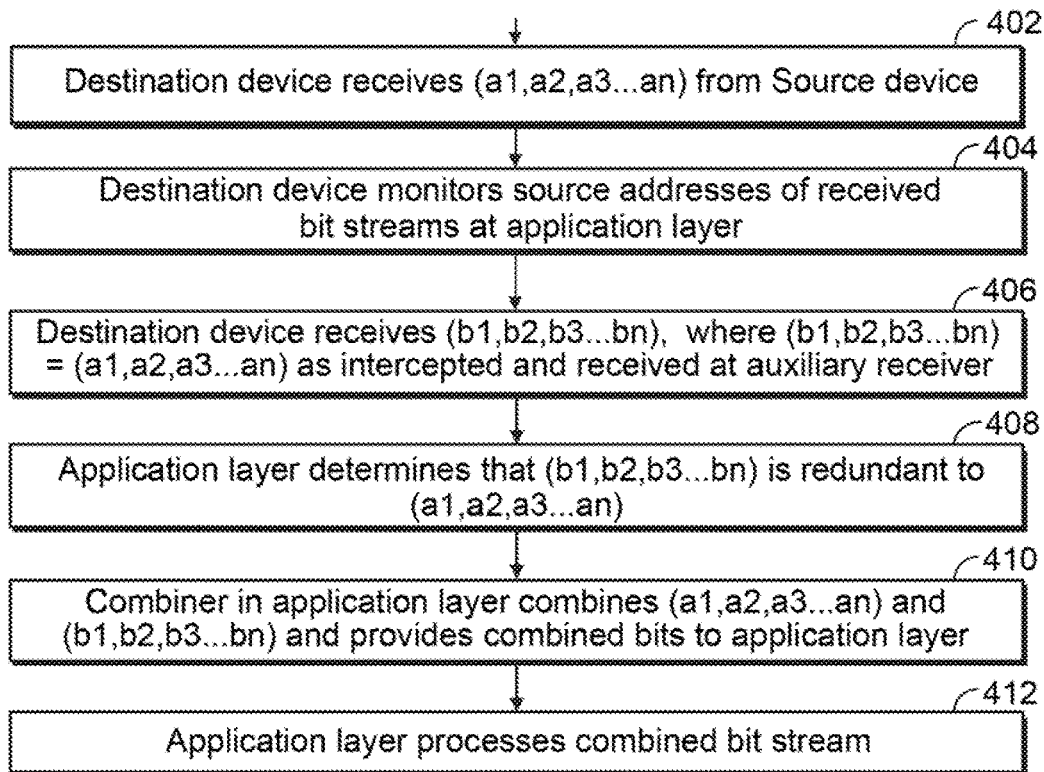 402
Destination device receives (a1,a2,a3...an) from Source device
404
Destination device monitors source addresses of received
bit streams at application layer
406
Destination device receives (b1,b2,b3...bn), where (b1,b2,b3...bn)
= (a1,a2,a3...an) as intercepted and received at auxiliary receiver
408
Application layer determines that (b1,b2,b3...bn) is redundant to
(a1,a2,a3...an)
410
Combiner in application layer combines (a1,a2,a3...an) and
(b1,b2,b3...bn) and provides combined bits to application layer
412
Application layer processes combined bit stream